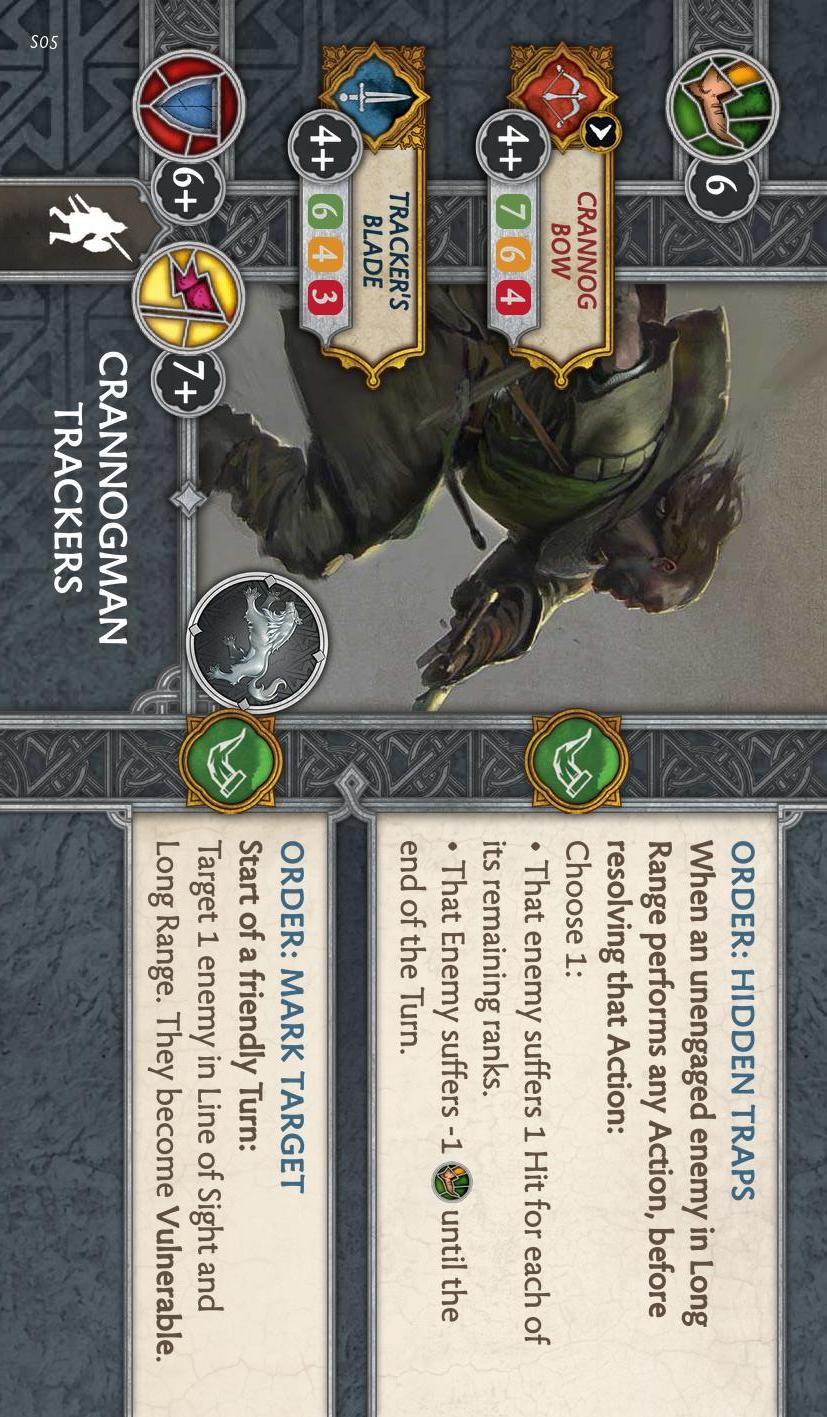 6
CRANNOG
BOW
4+
7 6 4
TRACKER'S
BLADE
4+
6 4 3
6+
7+
CRANNOGMAN
TRACKERS
S05
ORDER: HIDDEN TRAPS
When an unengaged enemy in Long
Range performs any Action, before
resolving that Action:
Choose 1:
• That enemy suffers 1 Hit for each of
its remaining ranks.
• That Enemy suffers -1 until the
end of the Turn.
ORDER: MARK TARGET
Start of a friendly Turn:
Target 1 enemy in Line of Sight and
Long Range. They become Vulnerable.